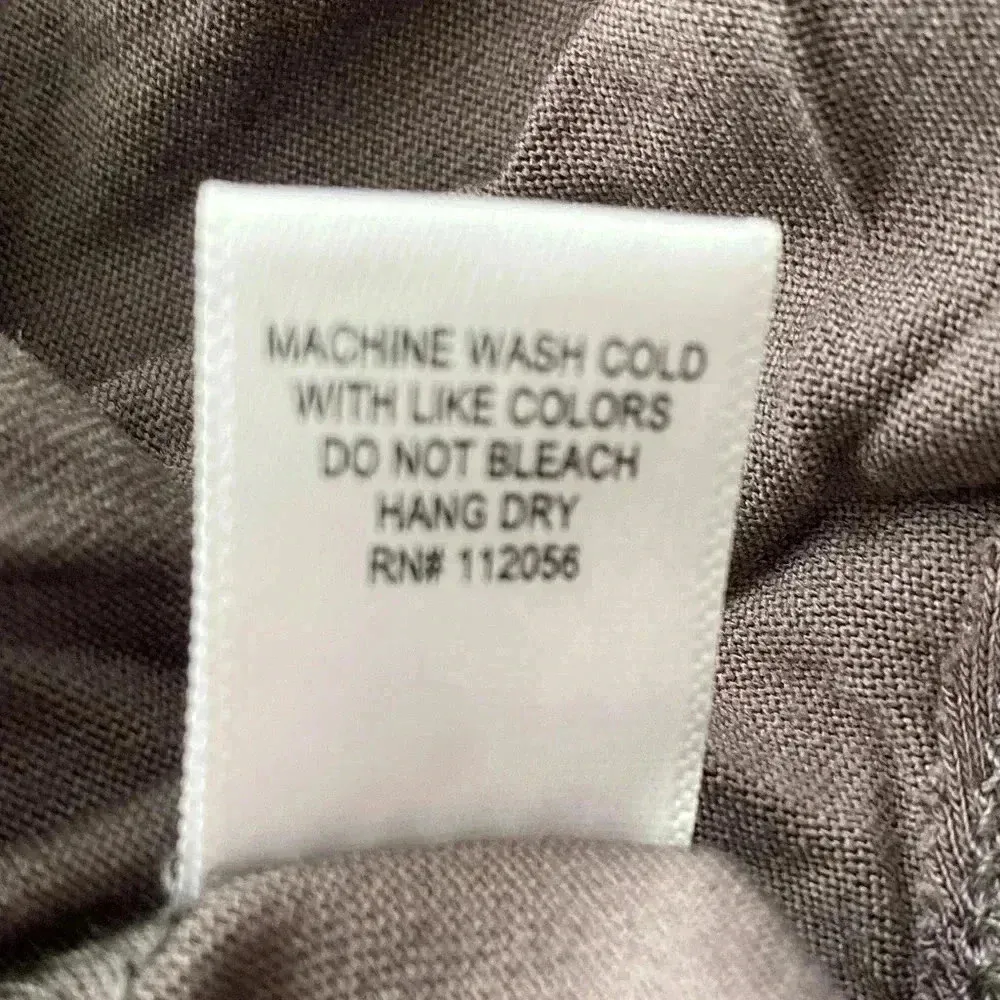 MACHINE WASH COLD
WITH LIKE COLORS
DO NOT BLEACH
HANG DRY
RN# 112056